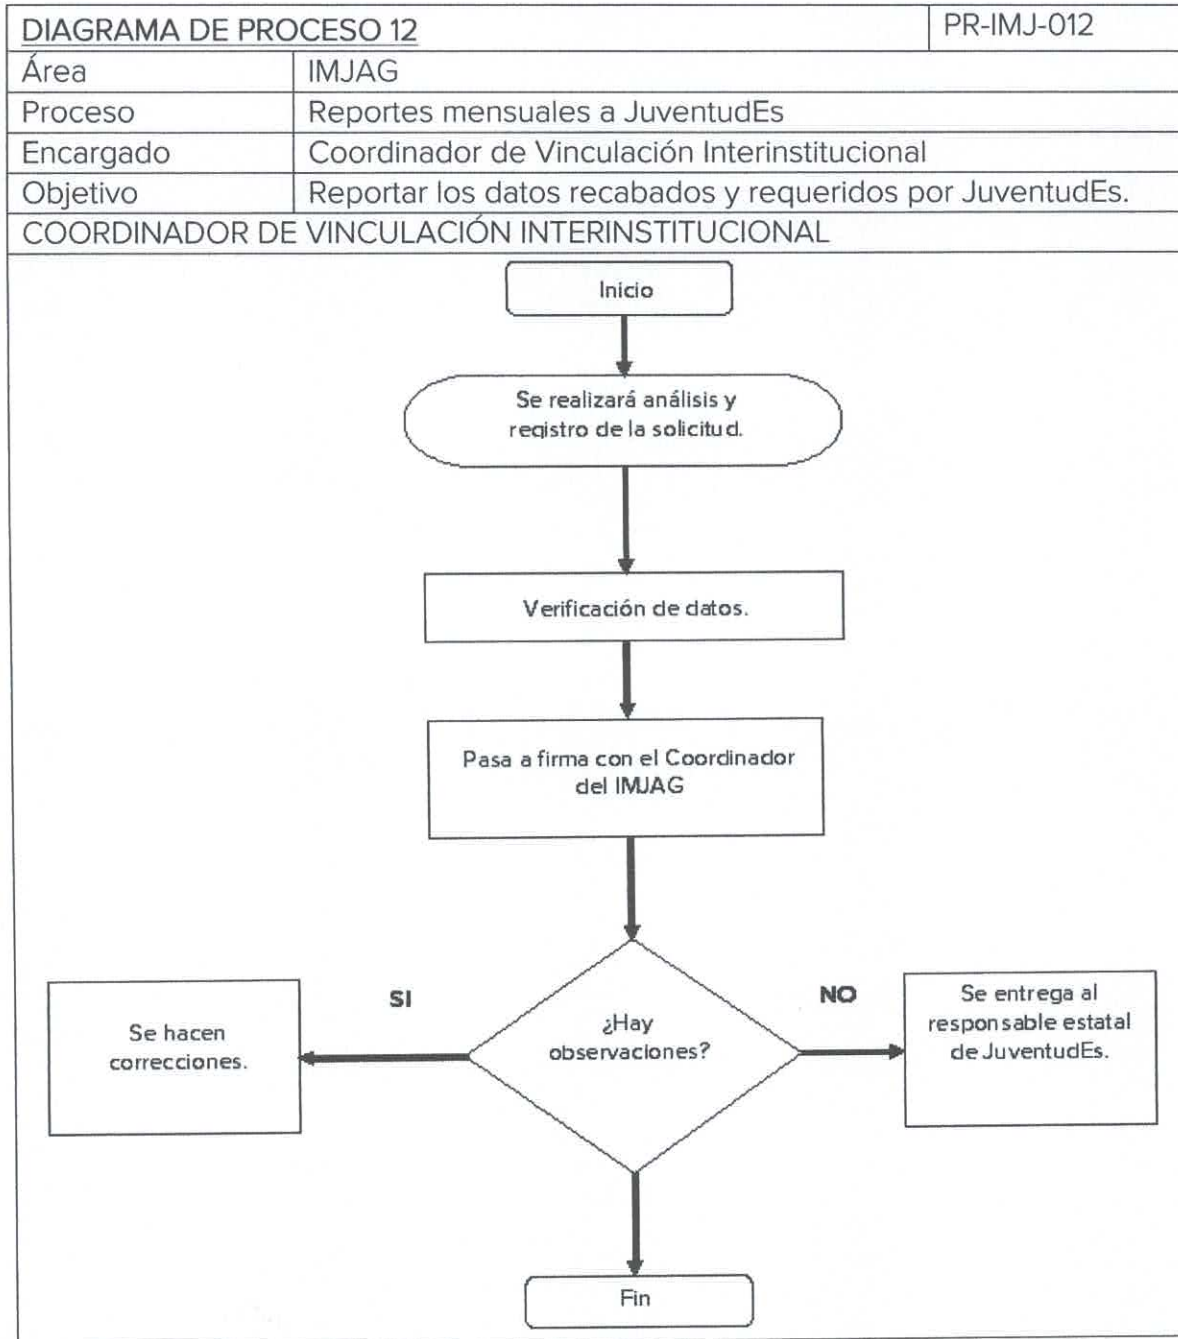 DIAGRAMA DE PROCESO 12
PR-IMJ-012
Área
IMJAG
Proceso
Reportes mensuales a JuventudEs
Encargado
Coordinador de Vinculación Interinstitucional
Objetivo
Reportar los datos recabados y requeridos por JuventudEs.
COORDINADOR DE VINCULACIÓN INTERINSTITUCIONAL
Inicio
Se realizará análisis y
registro de la solicitud.
Verificación de datos.
Pasa a firma con el Coordinador
del IMJAG
¿Hay
observaciones?
SI
Se hacen
correcciones.
NO
Se entrega al
responsable estatal
de JuventudEs.
Fin